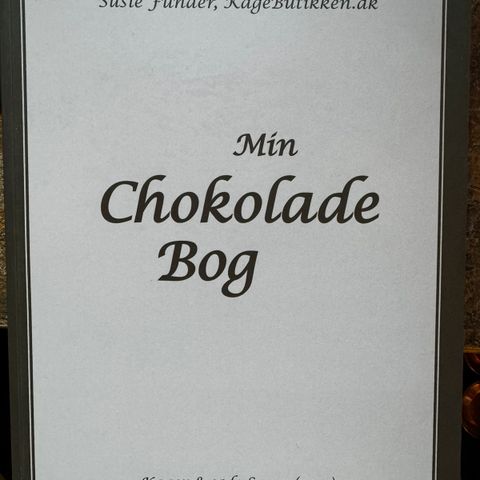 Susie Funder, KageButikken.dk
Min
Chokolade
Bog